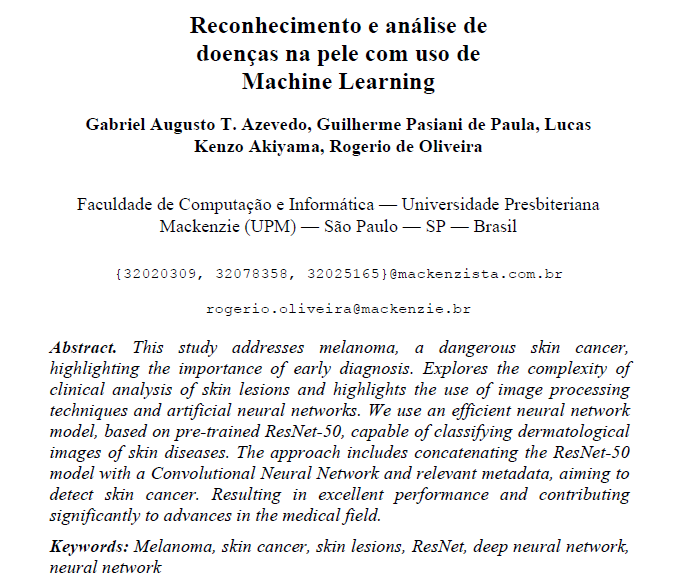 Reconhecimento e análise de
doenças na pele com uso de
Machine Learning
Gabriel Augusto T. Azevedo, Guilherme Pasiani de Paula, Lucas
Kenzo Akiyama, Rogerio de Oliveira
Faculdade de Computação e Informática — Universidade Presbiteriana
Mackenzie (UPM) — São Paulo — SP — Brasil
{32020309, 32078358, 32025165}@mackenzista.com.br
rogerio.oliveira@mackenzie.br
Abstract. This study addresses melanoma, a dangerous skin cancer,
highlighting the importance of early diagnosis. Explores the complexity of
clinical analysis of skin lesions and highlights the use of image processing
techniques and artificial neural networks. We use an efficient neural network
model, based on pre-trained ResNet-50, capable of classifying dermatological
images of skin diseases. The approach includes concatenating the ResNet-50
model with a Convolutional Neural Network and relevant metadata, aiming to
detect skin cancer. Resulting in excellent performance and contributing
significantly to advances in the medical field.
Keywords: Melanoma, skin cancer, skin lesions, ResNet, deep neural network,
neural network